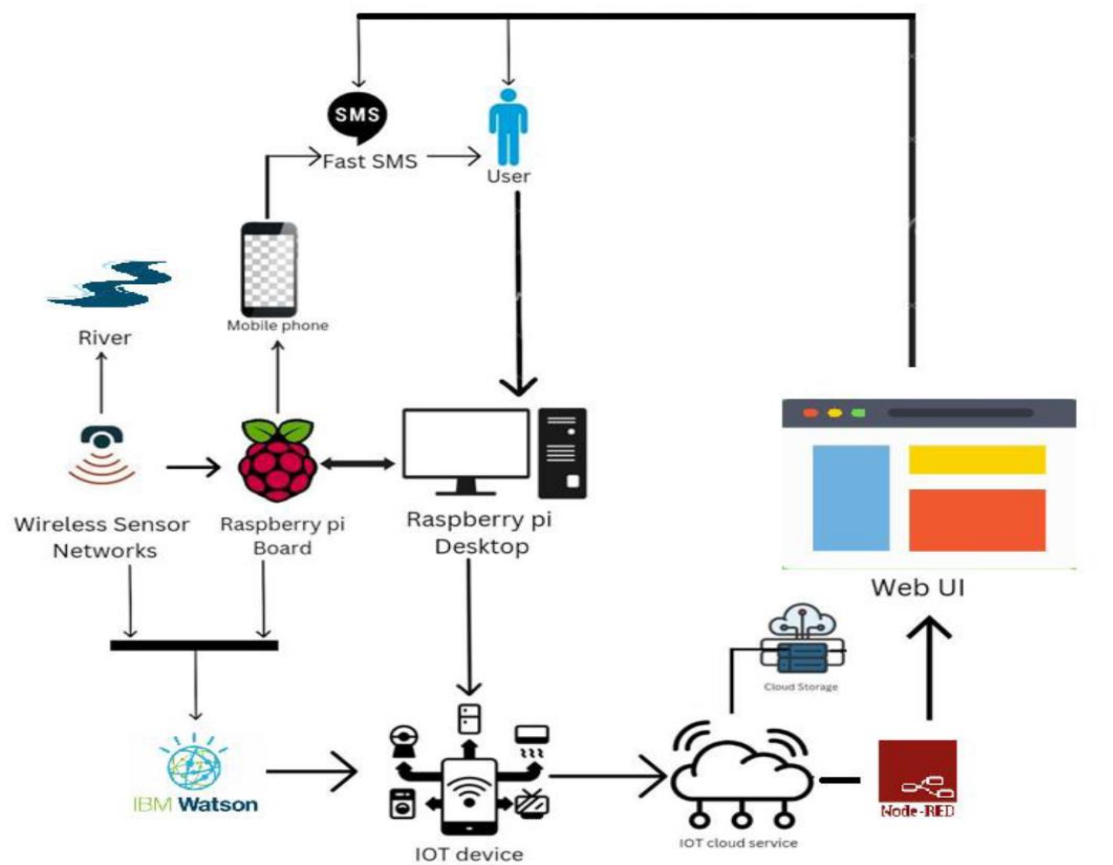 SMS
Fast SMS
User
River
Mobile phone
Wireless Sensor
Networks
Raspberry pi
Board
Raspberry pi
Desktop
Web UI
Cloud Storage
IBM Watson
IOT device
IOT cloud service
Node-RED